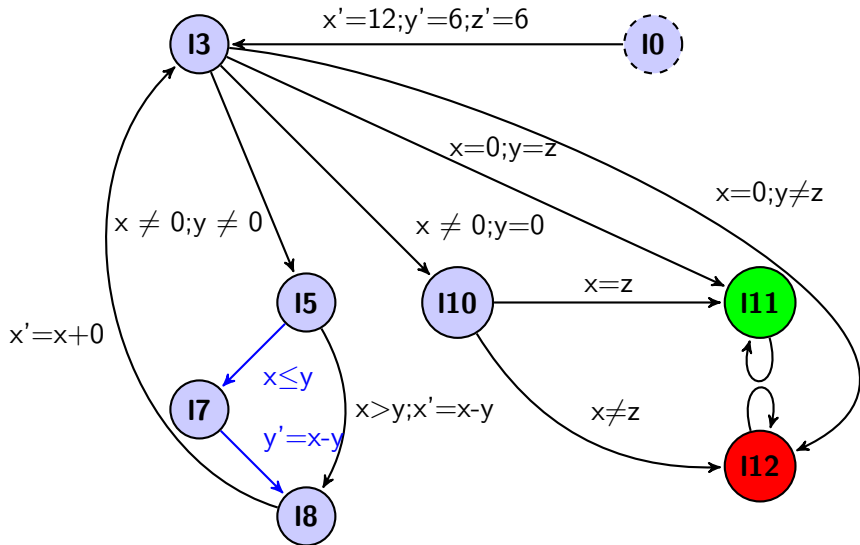 x'=12;y'=6;z'=6
l3
l0
x=0;y=z
x=0;y≠z
x ≠ 0;y ≠ 0
x ≠ 0;y=0
l5
l10
x=z
l11
x'=x+0
x≤y
l7
x>y;x'=x-y
x≠z
y'=x-y
l12
l8